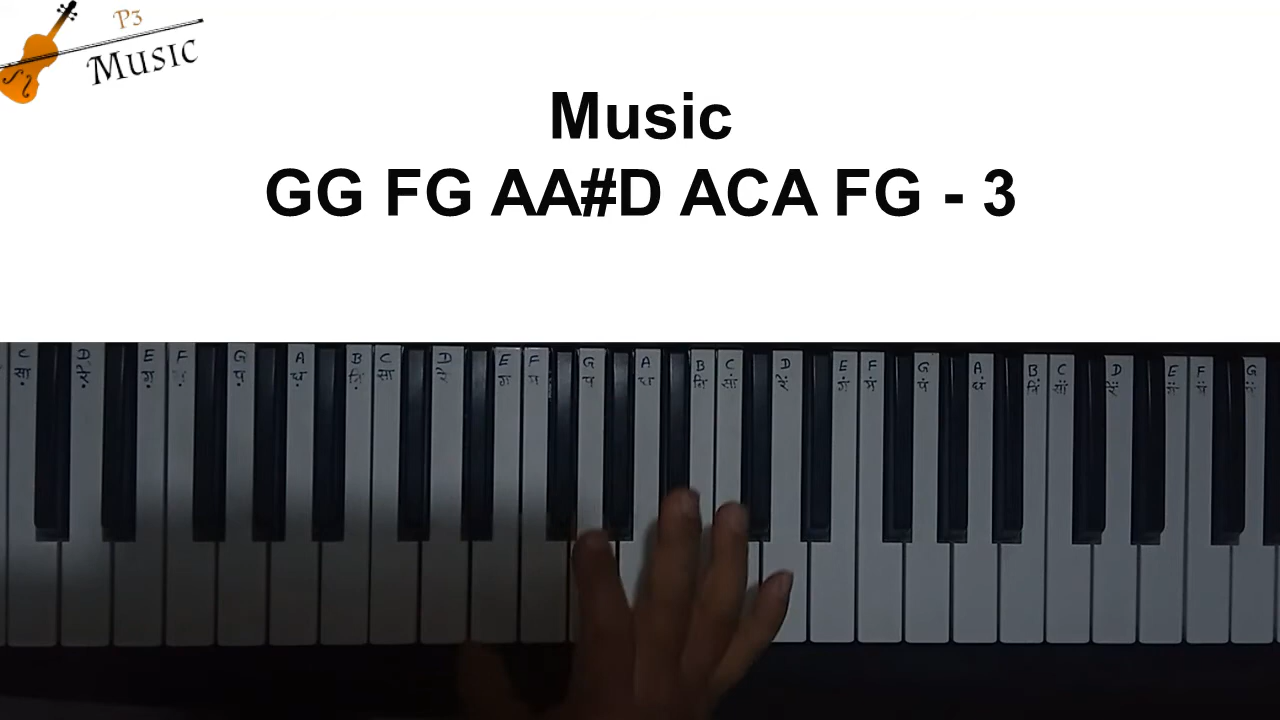 P3
MUSIC
Music
GG FG AA#D ACA FG - 3
C D E F G A B C D E F G A B C D E F G A B C D E F G